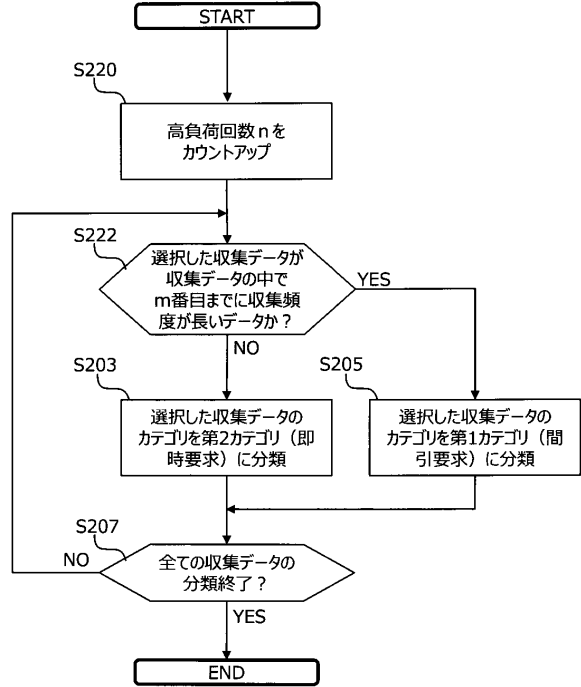 START
S220
高負荷回数nを
カウントアップ
S222
選択した収集データが
収集データの中で
m番目までに収集頻
度が長いデータか？
YES
NO
S203
選択した収集データの
カテゴリを第2カテゴリ（即
時要求）に分類
S205
選択した収集データの
カテゴリを第1カテゴリ（間
引要求）に分類
S207
全ての収集データの
分類終了？
NO
YES
END